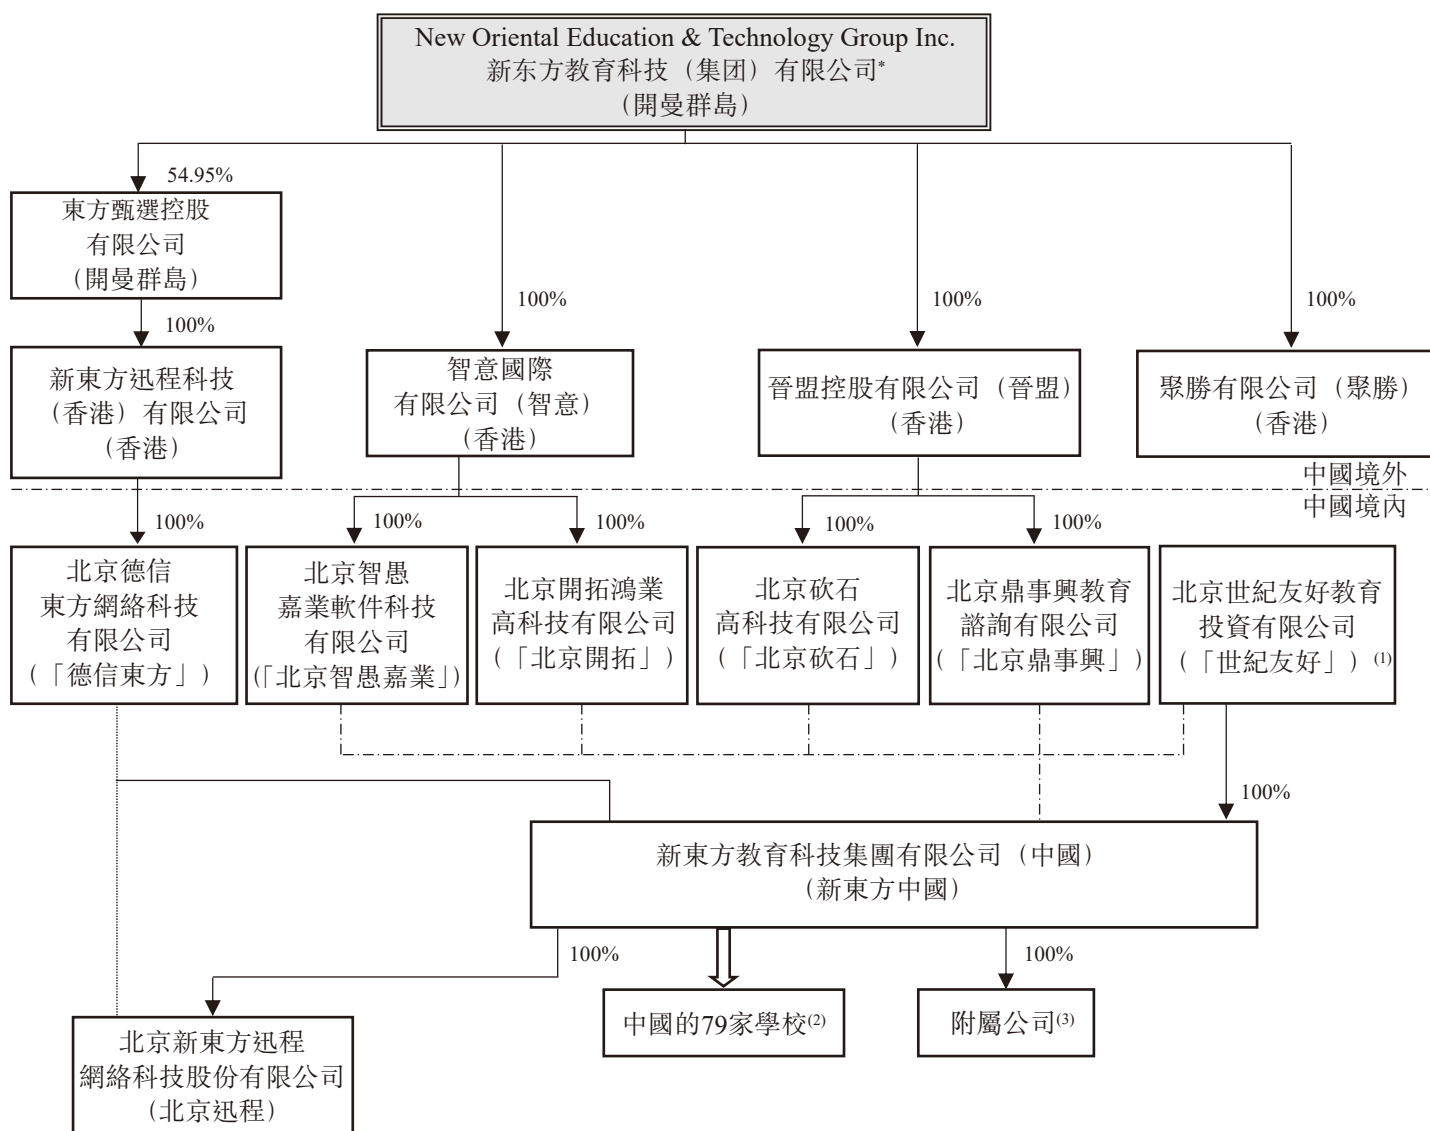 New Oriental Education & Technology Group Inc.
新东方教育科技（集团）有限公司*
（開曼群島）
54.95%
東方甄選控股
有限公司
（開曼群島）
100%
100%
100%
100%
新東方迅程科技
（香港）有限公司
（香港）
智意國際
有限公司（智意）
（香港）
晉盟控股有限公司（晉盟）
（香港）
聚勝有限公司（聚勝）
（香港）
中國境外
中國境內
100%
100%
100%
100%
100%
北京德信
東方網絡科技
有限公司
（「德信東方」）
北京智愚
嘉業軟件科技
有限公司
（「北京智愚嘉業」）
北京開拓鴻業
高科技有限公司
（「北京開拓」）
北京砍石
高科技有限公司
（「北京砍石」）
北京鼎事興教育
諮詢有限公司
（「北京鼎事興」）
北京世紀友好教育
投資有限公司
（「世紀友好」）(1)
100%
新東方教育科技集團有限公司（中國）
（新東方中國）
100%
100%
北京新東方迅程
網絡科技股份有限公司
（北京迅程）
中國的79家學校(2)
附屬公司(3)